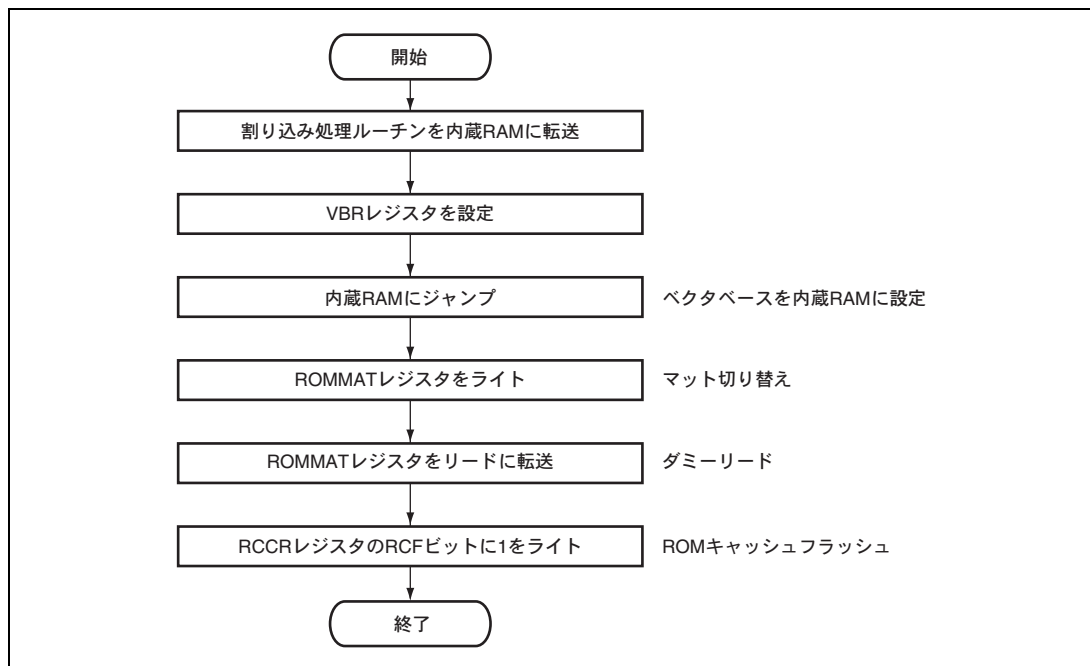 開始
割り込み処理ルーチンを内蔵RAMに転送
VBRレジスタを設定
内蔵RAMにジャンプ
ベクタベースを内蔵RAMに設定
ROMMATレジスタをライト
マット切り替え
ROMMATレジスタをリードに転送
ダミーリード
RCCRレジスタのRCFビットに1をライト
ROMキャッシュフラッシュ
終了